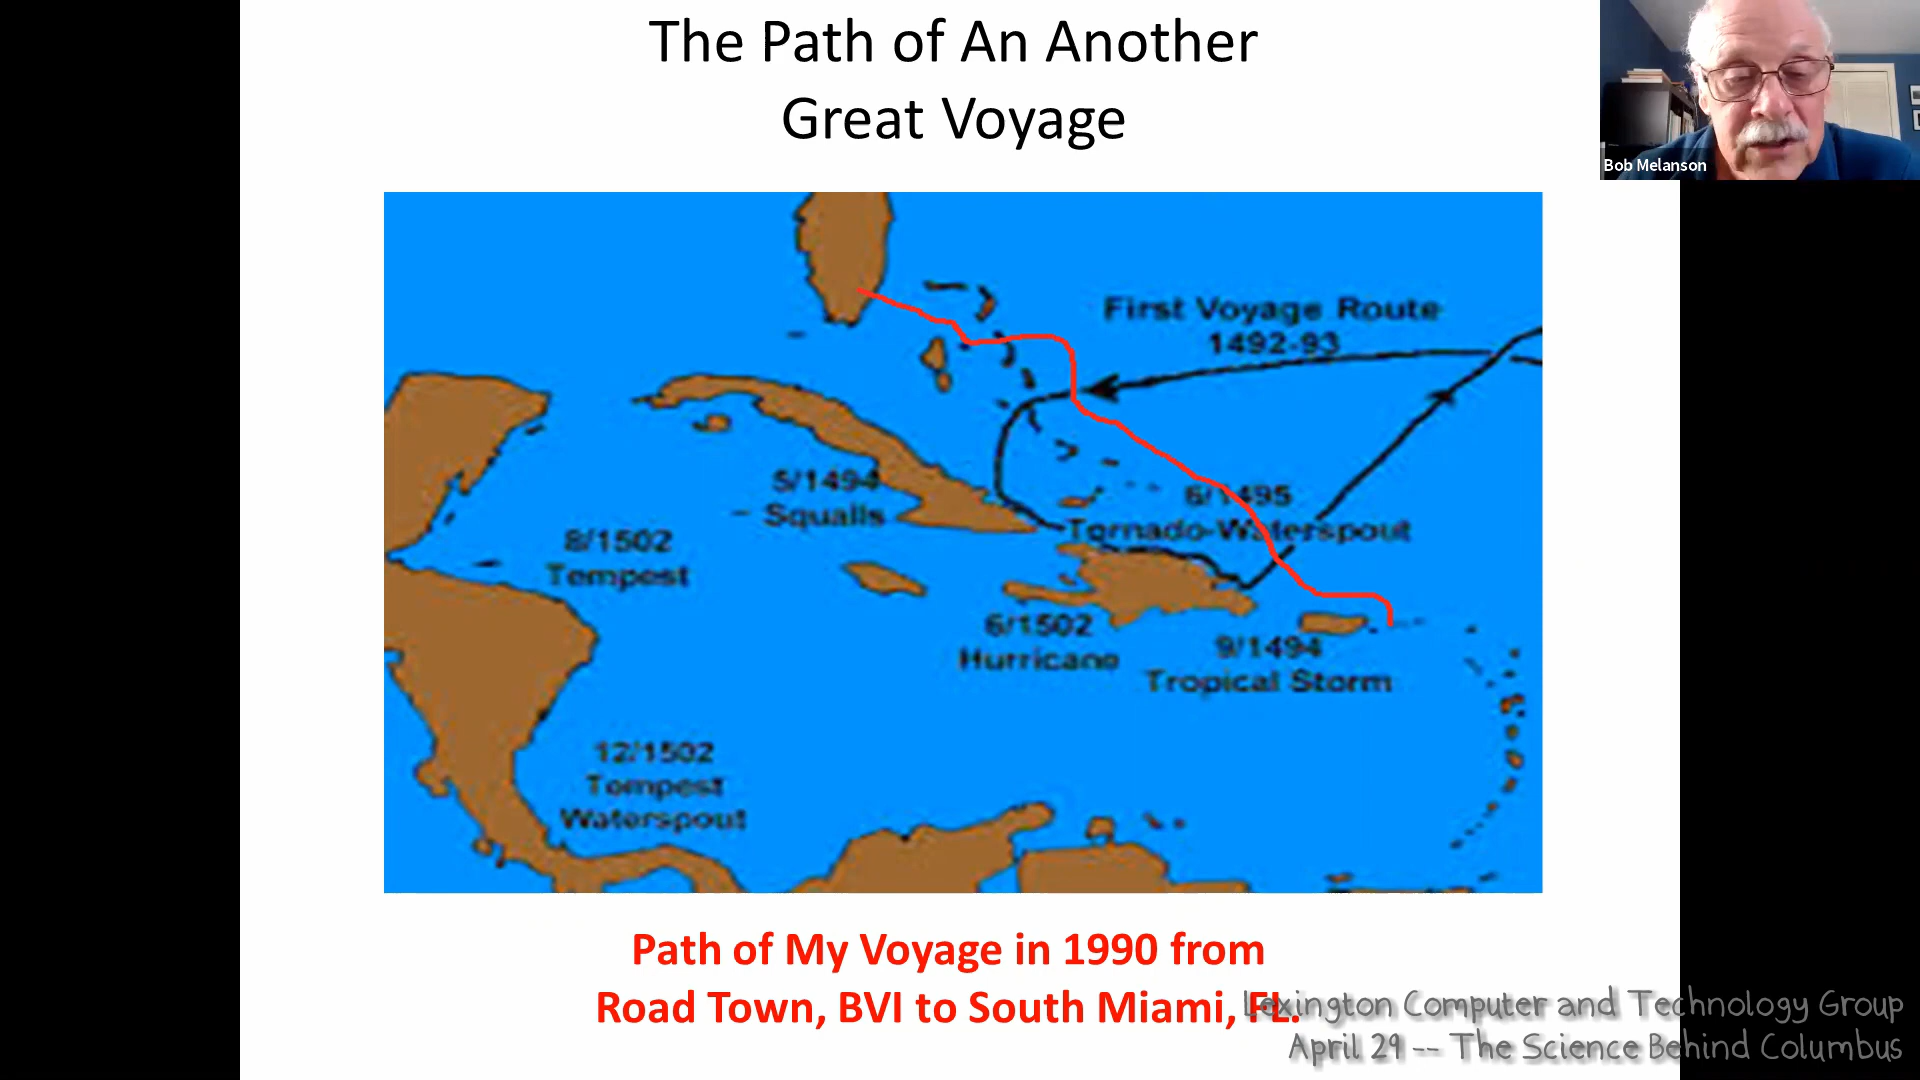 The Path of An Another
Great Voyage
Bob Melanson
First Voyage Route
1492-93
5/1494
Squalls
6/1495
Tornado-Waterspout
8/1502
Tempest
6/1502
Hurricane
9/1494
Tropical Storm
12/1502
Tempest
Waterspout
Path of My Voyage in 1990 from
Road Town, BVI to South Miami, FL.
Lexington Computer and Technology Group
April 29 -- The Science Behind Columbus